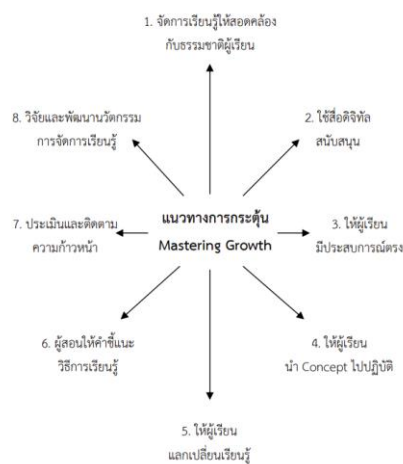 1. จัดการเรียนรู้ให้สอดคล้อง
กับธรรมชาติผู้เรียน
8. วิจัยและพัฒนานวัตกรรม
การจัดการเรียนรู้
2. ใช้สื่อดิจิทัล
สนับสนุน
แนวทางการกระตุ้น
Mastering Growth
7. ประเมินและติดตาม
ความก้าวหน้า
3. ให้ผู้เรียน
มีประสบการณ์ตรง
6. ผู้สอนให้คำชี้แนะ
วิธีการเรียนรู้
4. ให้ผู้เรียน
นำ Concept ไปปฏิบัติ
5. ให้ผู้เรียน
แลกเปลี่ยนเรียนรู้